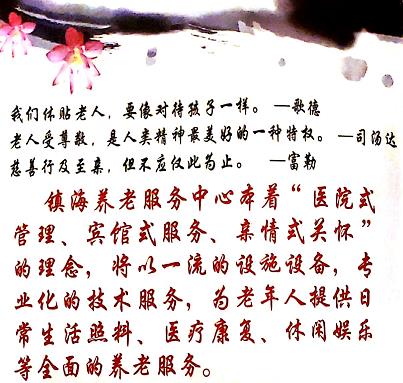 我们体贴老人，要像对待孩子一样。 —歌德
老人受尊敬，是人类精神最美好的一种特权。 —司汤达
慈善行及至亲，但不应仅此为止。 —富勒
镇海养老服务中心本着“医院式
管理、宾馆式服务、亲情式关怀”
的理念，将以一流的设施设备，专
业化的技术服务，为老年人提供日
常生活照料、医疗康复、休闲娱乐
等全面的养老服务。